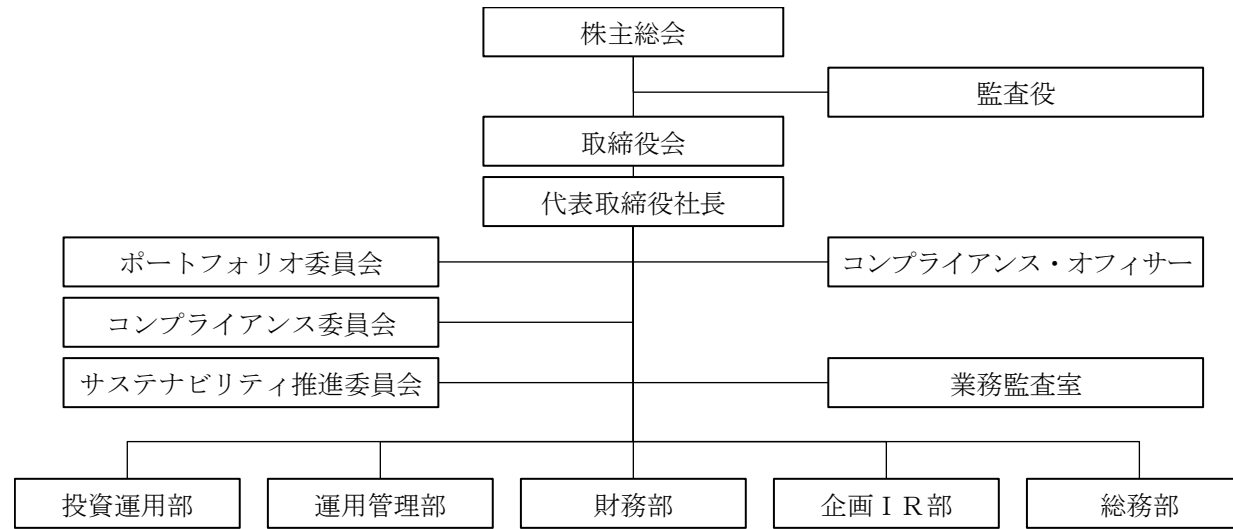 株主総会
監査役
取締役会
代表取締役社長
ポートフォリオ委員会
コンプライアンス・オフィサー
コンプライアンス委員会
サステナビリティ推進委員会
業務監査室
投資運用部
運用管理部
財務部
企画ＩＲ部
総務部